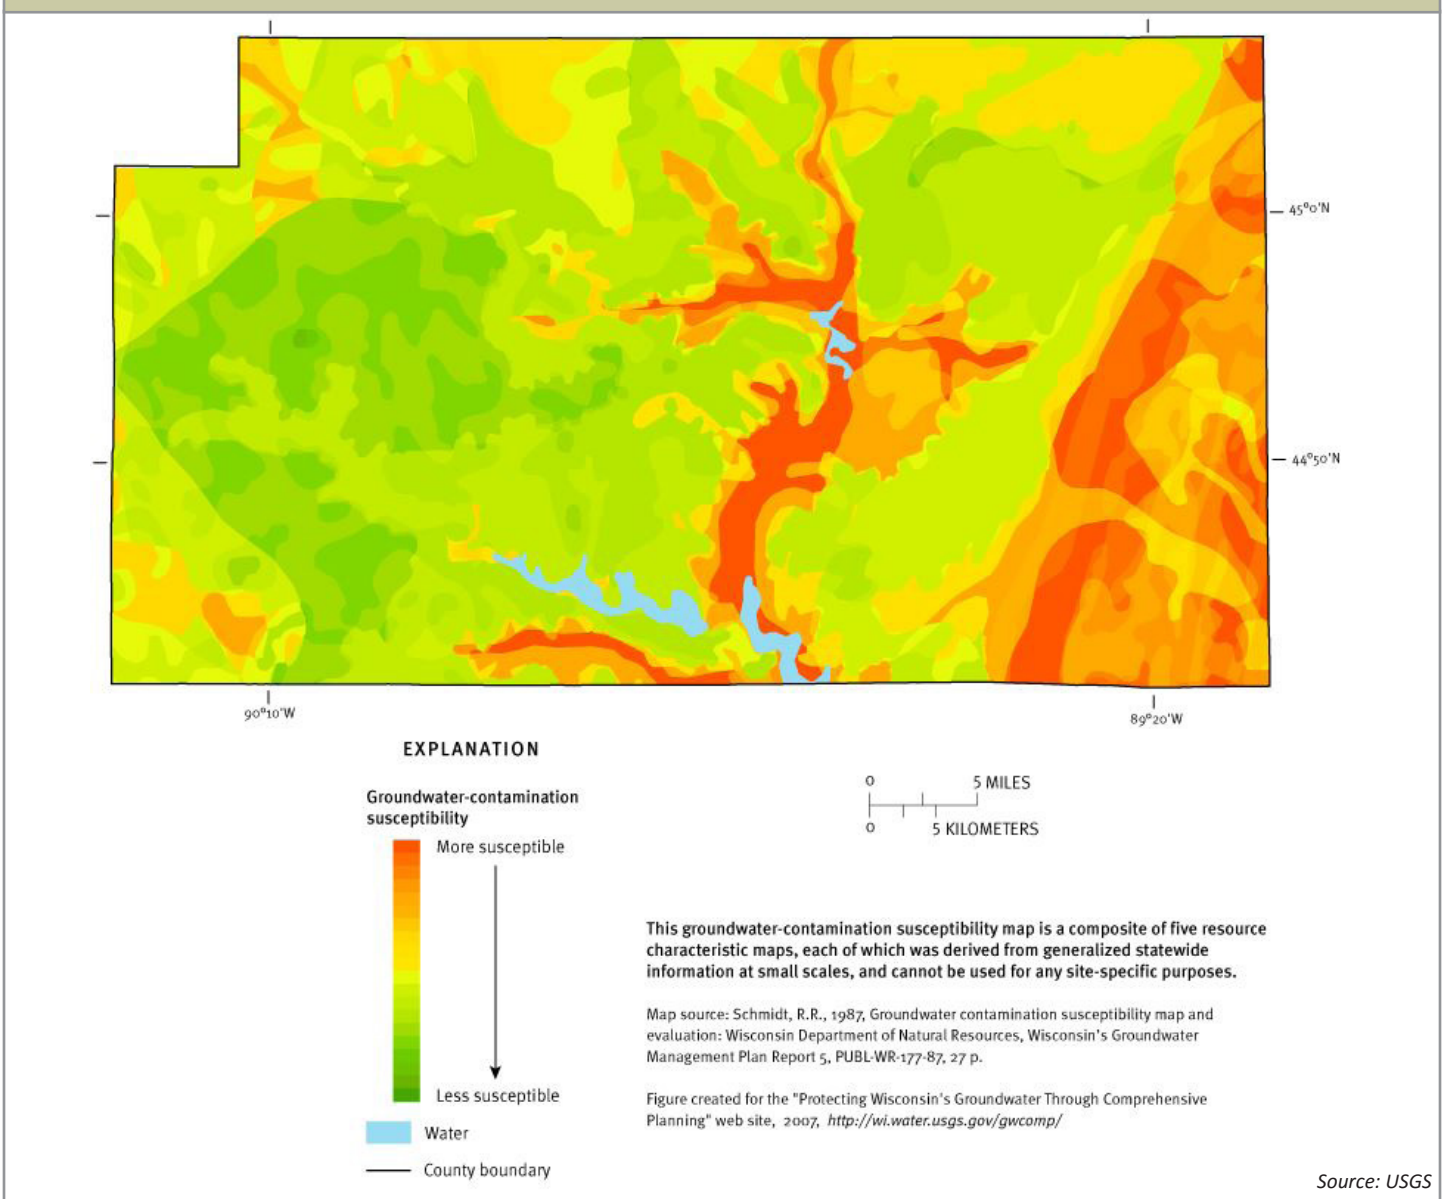 45°0'N
44°50'N
90°10'W
89°20'W
EXPLANATION
Groundwater-contamination
susceptibility
More susceptible
Less susceptible
Water
County boundary
0 5 MILES
0 5 KILOMETERS
This groundwater-contamination susceptibility map is a composite of five resource
characteristic maps, each of which was derived from generalized statewide
information at small scales, and cannot be used for any site-specific purposes.
Map source: Schmidt, R.R., 1987, Groundwater contamination susceptibility map and
evaluation: Wisconsin Department of Natural Resources, Wisconsin's Groundwater
Management Plan Report 5, PUBL-WR-177-87, 27 p.
Figure created for the "Protecting Wisconsin's Groundwater Through Comprehensive
Planning" web site, 2007, http://wi.water.usgs.gov/gwcomp/
Source: USGS